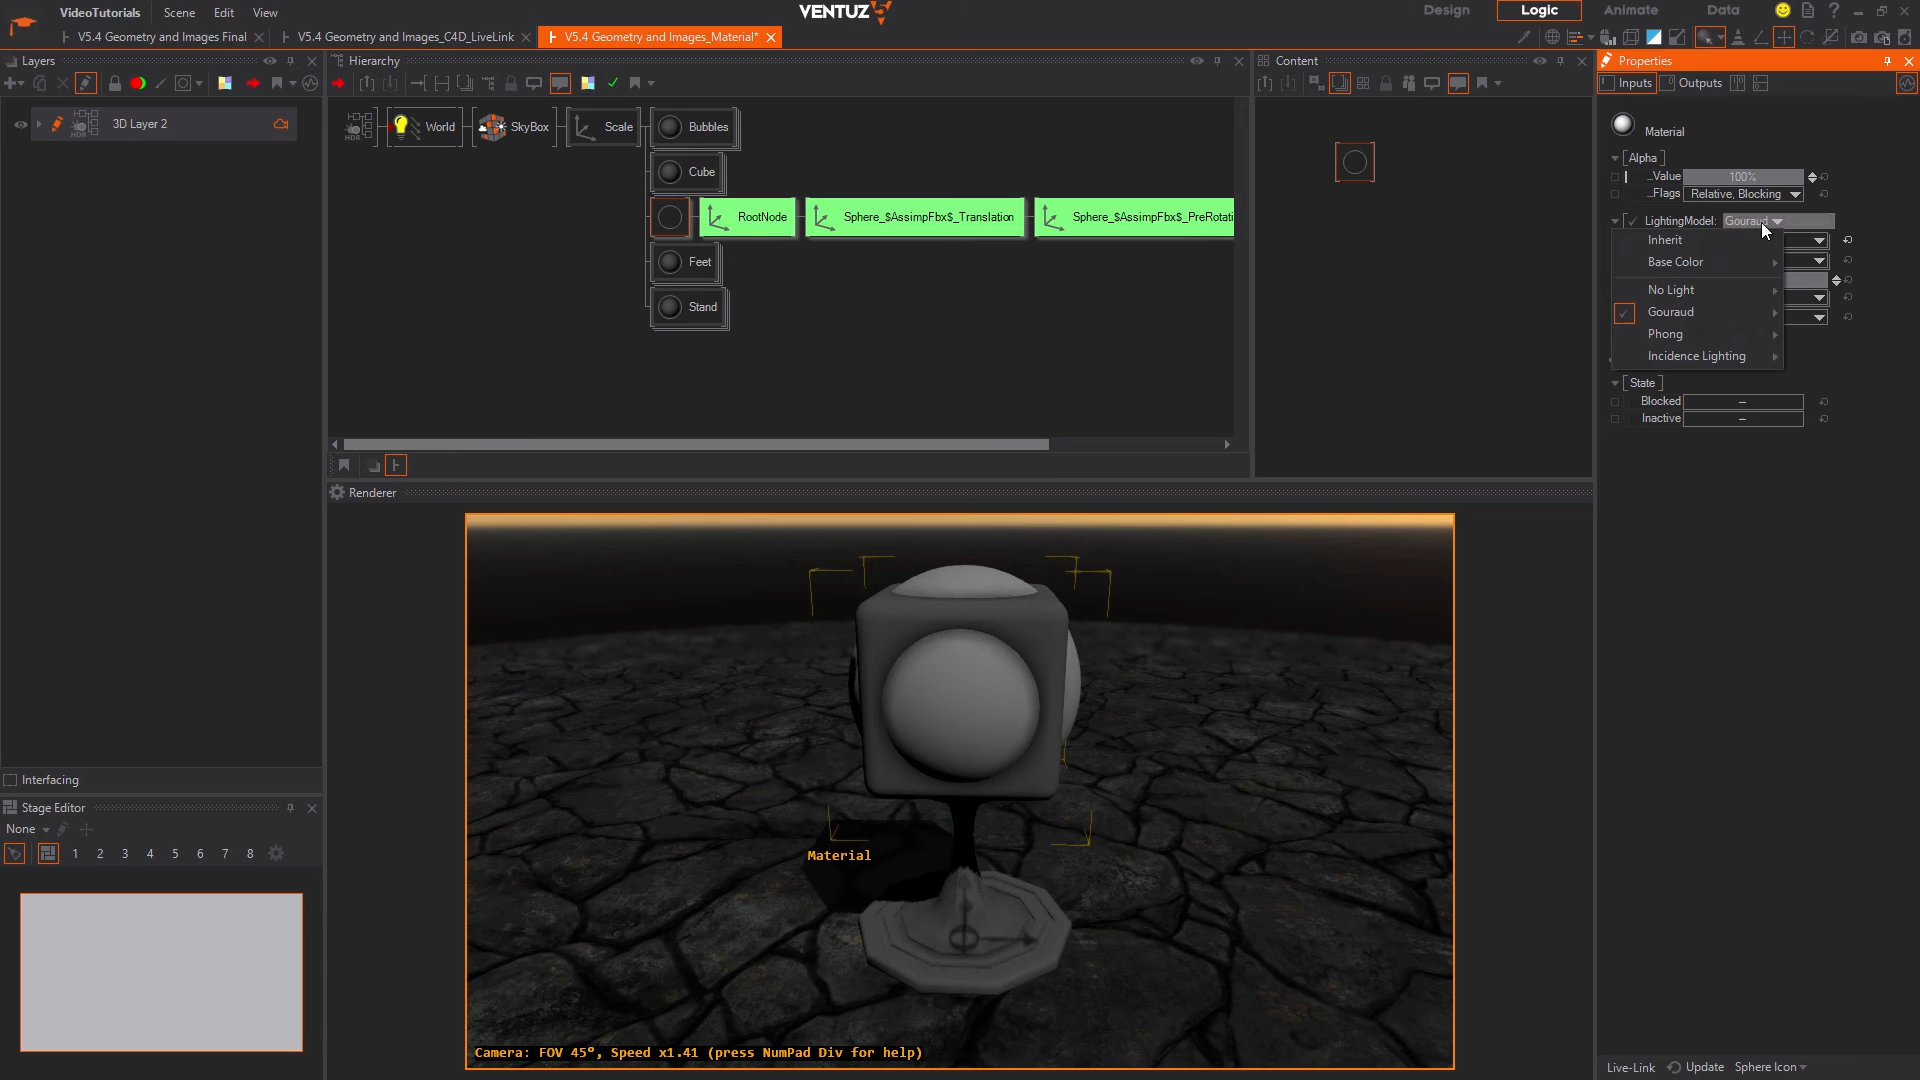 VideoTutorials Scene Edit View VENTUZ 5 Design Logic Animate Data
V5.4 Geometry and Images Final V5.4 Geometry and Images_C4D_LiveLink V5.4 Geometry and Images_Material*
Layers
Hierarchy
Content
Properties
Inputs Outputs
3D Layer 2
HDR
HDR
World
SkyBox
Scale
Bubbles
Cube
RootNode
Sphere_$AssimpFbx$_Translation
Sphere_$AssimpFbx$_PreRotati
Feet
Stand
Material
Alpha
...Value 100%
...Flags Relative, Blocking
LightingModel: Gouraud
Inherit
Base Color
No Light
Gouraud
Phong
Incidence Lighting
State
Blocked –
Inactive –
Renderer
Material
Camera: FOV 45°, Speed x1.41 (press NumPad Div for help)
Interfacing
Stage Editor
None
1 2 3 4 5 6 7 8
Live-Link Update Sphere Icon